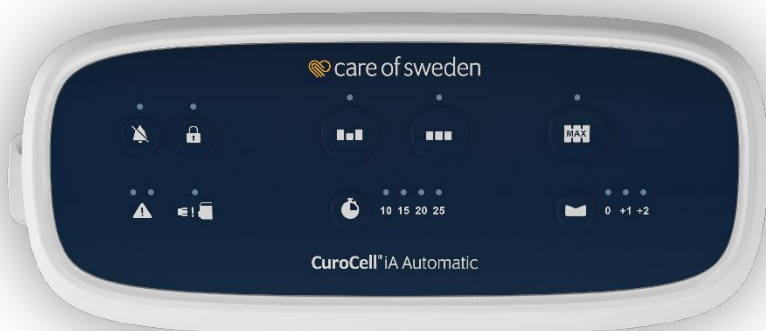 care of sweden
MAX
10 15 20 25
0 +1 +2
CuroCell® iA Automatic